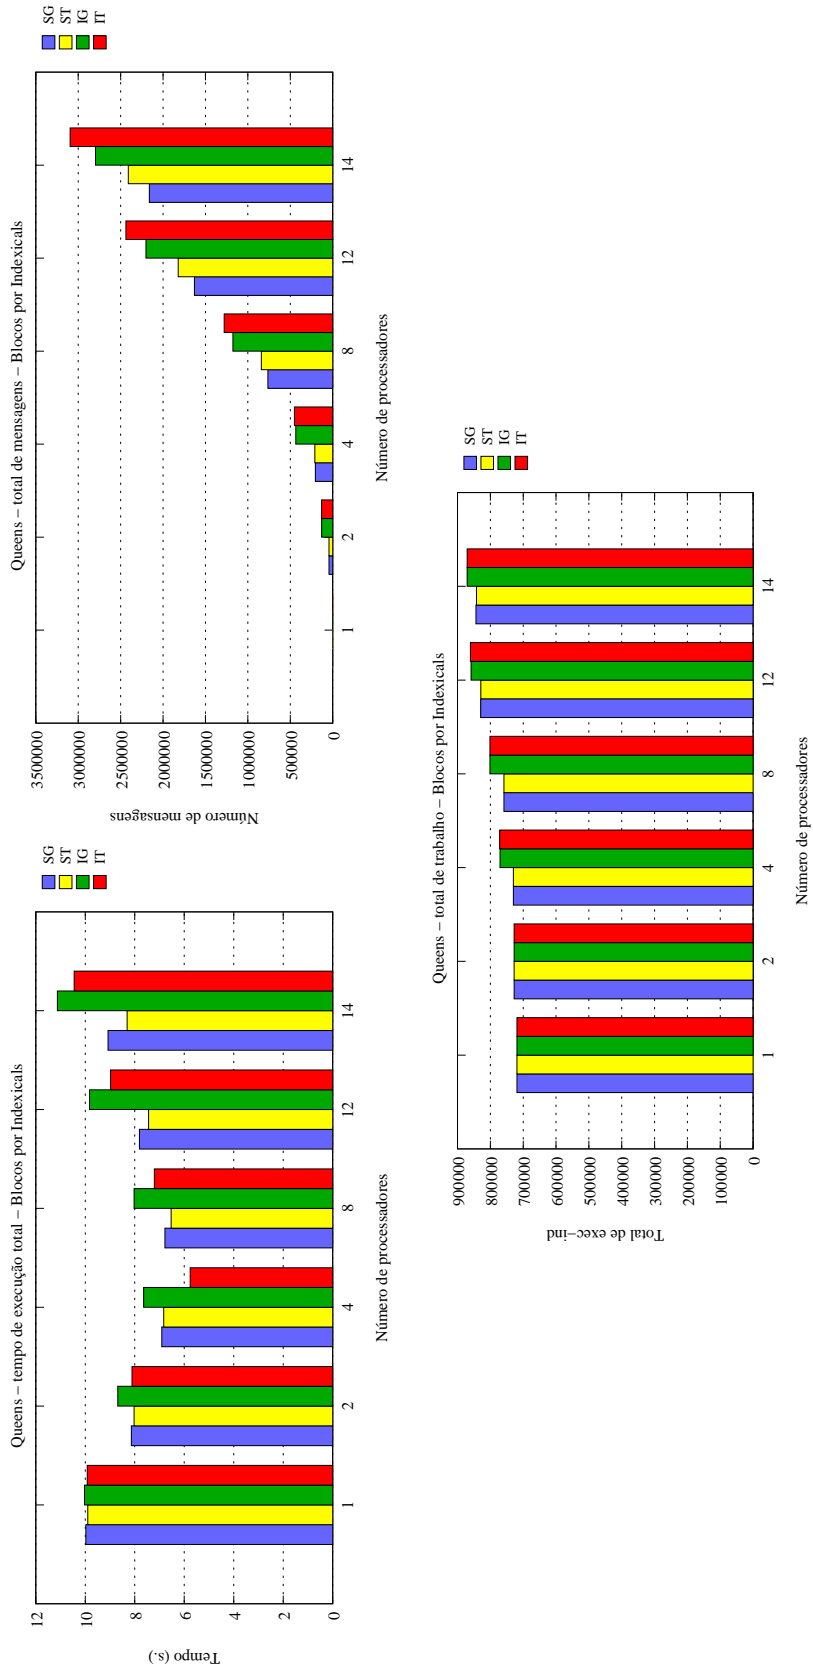 Queens – tempo de execução total – Blocos por Indexicals
SG
ST
IG
IT
12
10
8
6
4
2
0
Tempo (s.)
1
2
4
8
12
14
Número de processadores
Queens – total de mensagens – Blocos por Indexicals
SG
ST
IG
IT
3500000
3000000
2500000
2000000
1500000
1000000
500000
0
Número de mensagens
1
2
4
8
12
14
Número de processadores
Queens – total de trabalho – Blocos por Indexicals
SG
ST
IG
IT
900000
800000
700000
600000
500000
400000
300000
200000
100000
0
Total de exec–ind
1
2
4
8
12
14
Número de processadores